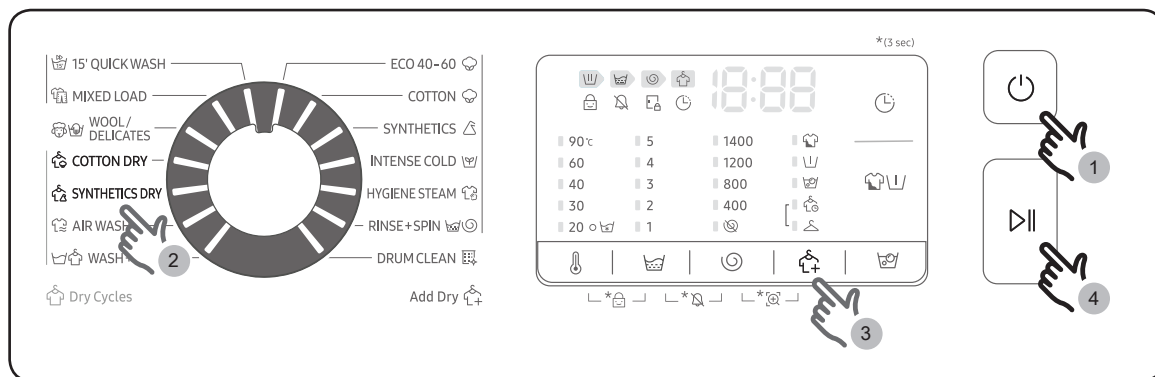 *(3 sec)
15' QUICK WASH
MIXED LOAD
WOOL/
DELICATES
COTTON DRY
SYNTHETICS DRY
AIR WASH
WASH
Dry Cycles
ECO 40-60
COTTON
SYNTHETICS
INTENSE COLD
HYGIENE STEAM
RINSE+SPIN
DRUM CLEAN
Add Dry
18:88
90℃ 5 1400
60 4 1200
40 3 800
30 2 400
20 1
* * *
1
2
3
4